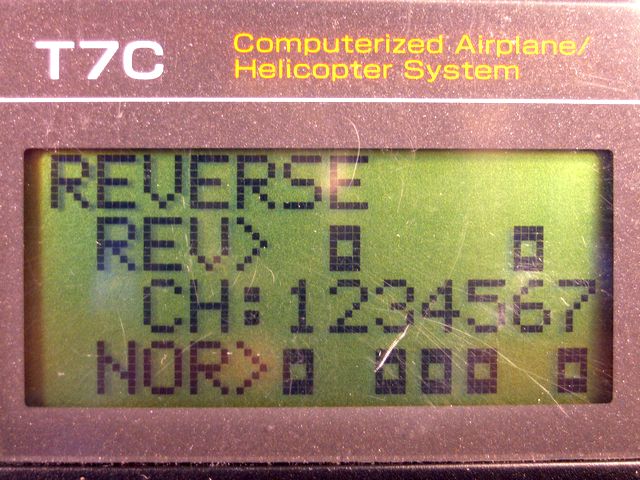 T7C
Computerized Airplane/
Helicopter System
REVERSE
REV>
CH:1234567
NOR>